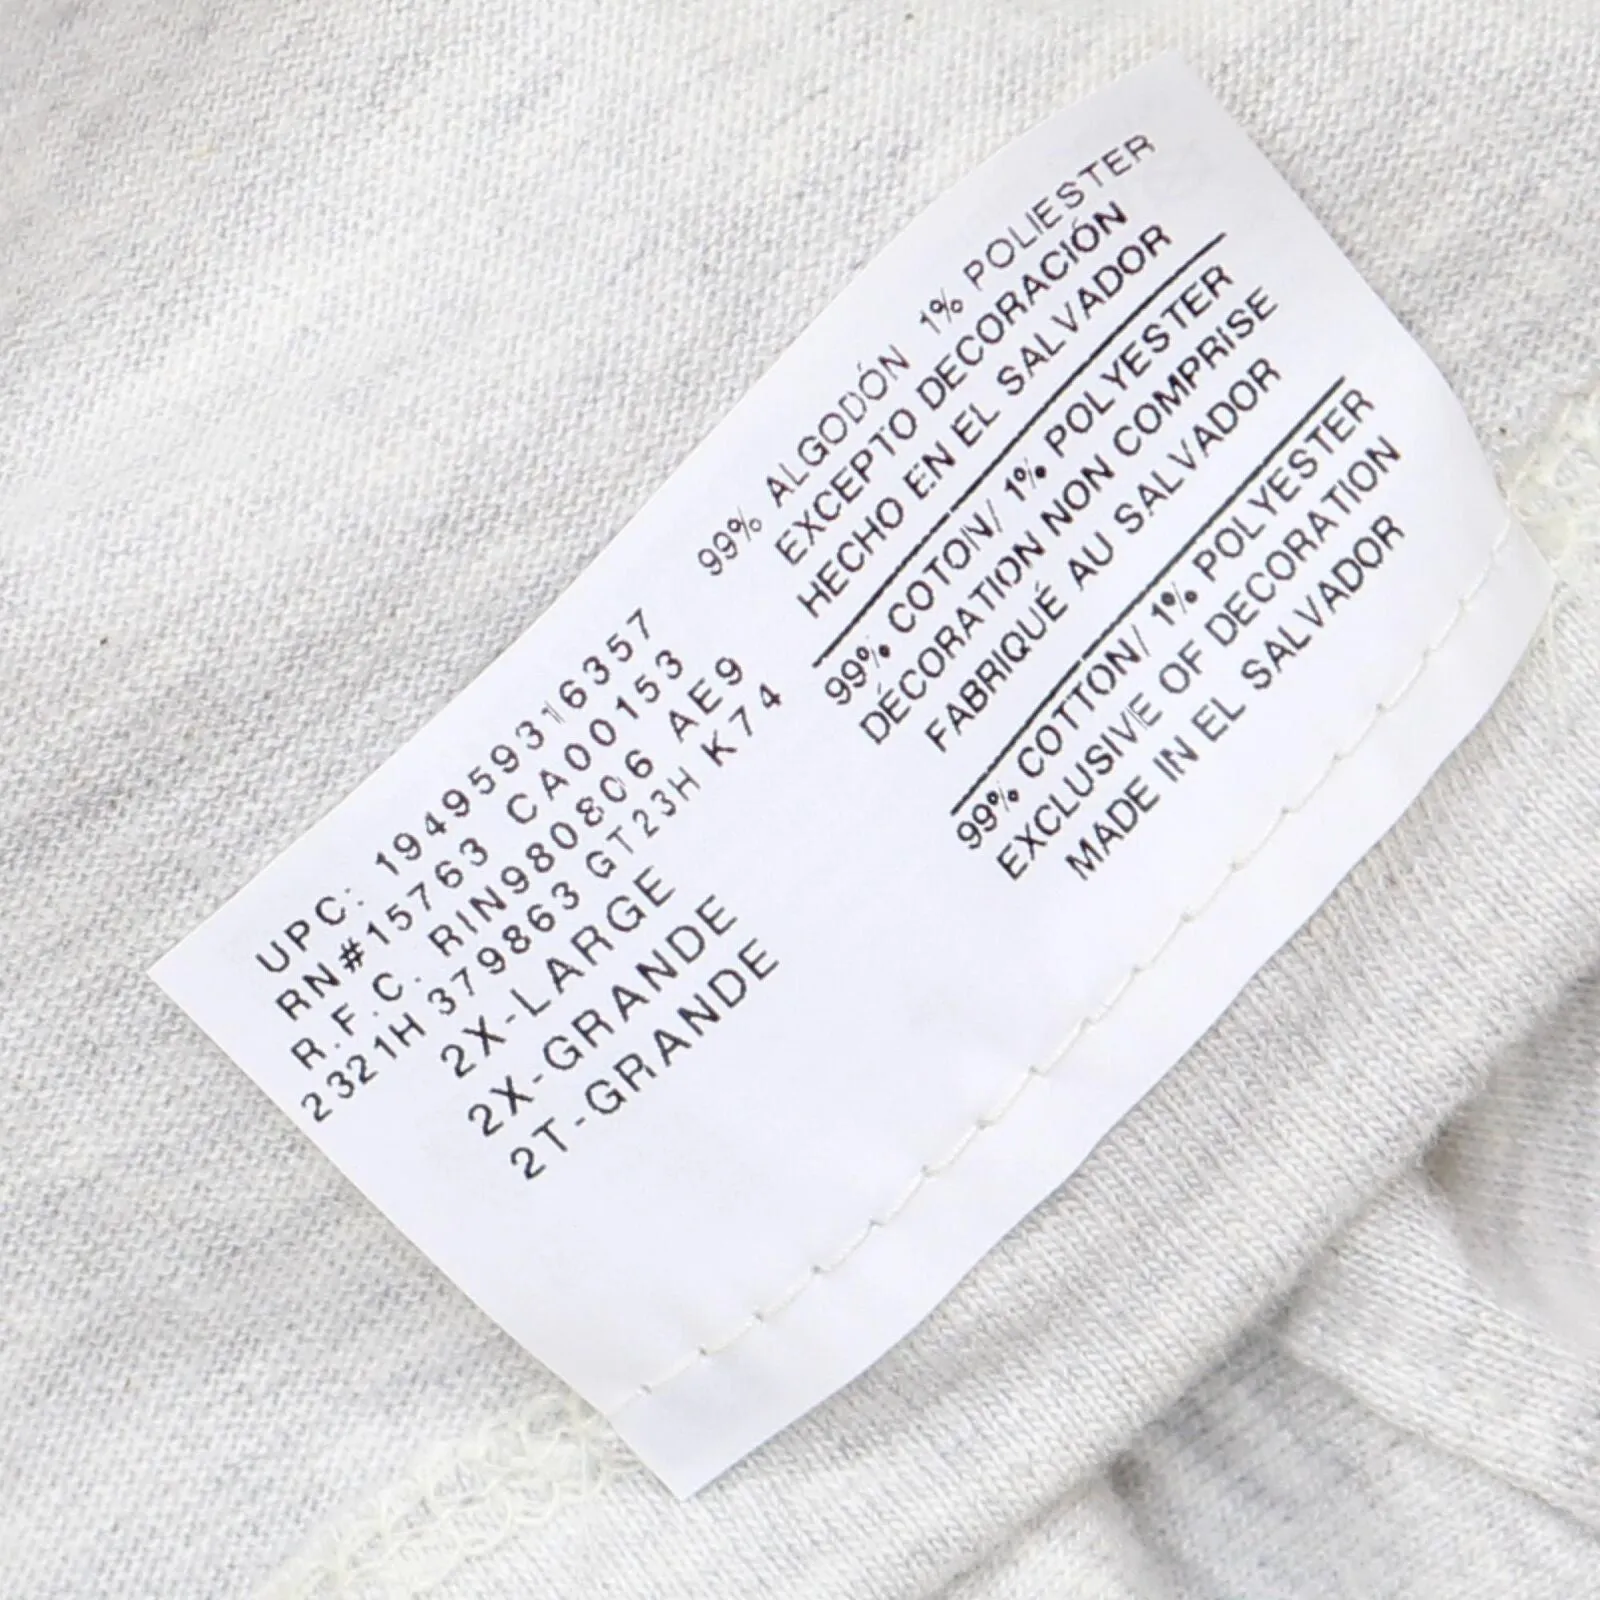 99% ALGODÓN 1% POLIESTER
EXCEPTO DECORACIÓN
HECHO EN EL SALVADOR
99% COTON/ 1% POLYESTER
DÉCORATION NON COMPRISE
FABRIQUÉ AU SALVADOR
99% COTTON/ 1% POLYESTER
EXCLUSIVE OF DECORATION
MADE IN EL SALVADOR
UPC: 194959316357
RN#15763 CA00153
R.F.C. RIN980806 AE9
2321H 379863 GT23H K74
2X-LARGE
2X-GRANDE
2T-GRANDE